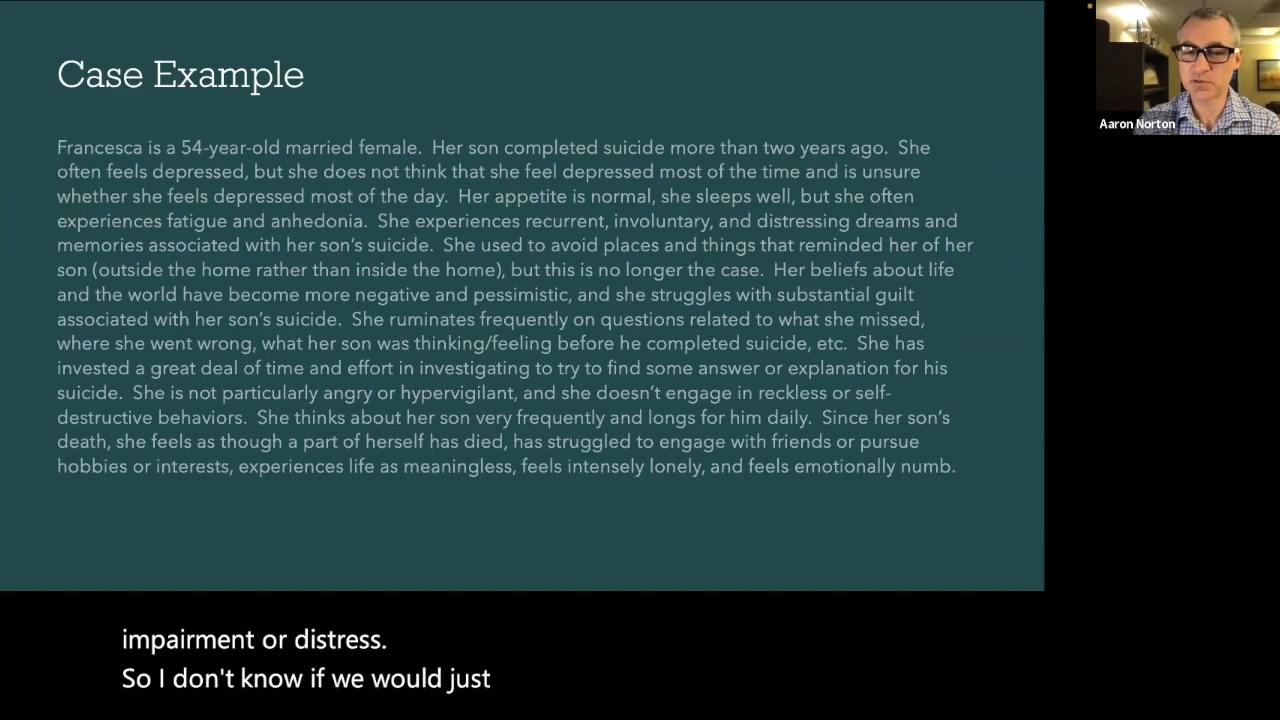 Case Example
Francesca is a 54-year-old married female.  Her son completed suicide more than two years ago.  She
often feels depressed, but she does not think that she feel depressed most of the time and is unsure
whether she feels depressed most of the day.  Her appetite is normal, she sleeps well, but she often
experiences fatigue and anhedonia.  She experiences recurrent, involuntary, and distressing dreams and
memories associated with her son's suicide.  She used to avoid places and things that reminded her of her
son (outside the home rather than inside the home), but this is no longer the case.  Her beliefs about life
and the world have become more negative and pessimistic, and she struggles with substantial guilt
associated with her son's suicide.  She ruminates frequently on questions related to what she missed,
where she went wrong, what her son was thinking/feeling before he completed suicide, etc.  She has
invested a great deal of time and effort in investigating to try to find some answer or explanation for his
suicide.  She is not particularly angry or hypervigilant, and she doesn't engage in reckless or self-
destructive behaviors.  She thinks about her son very frequently and longs for him daily.  Since her son's
death, she feels as though a part of herself has died, has struggled to engage with friends or pursue
hobbies or interests, experiences life as meaningless, feels intensely lonely, and feels emotionally numb.
Aaron Norton
impairment or distress.
So I don't know if we would just